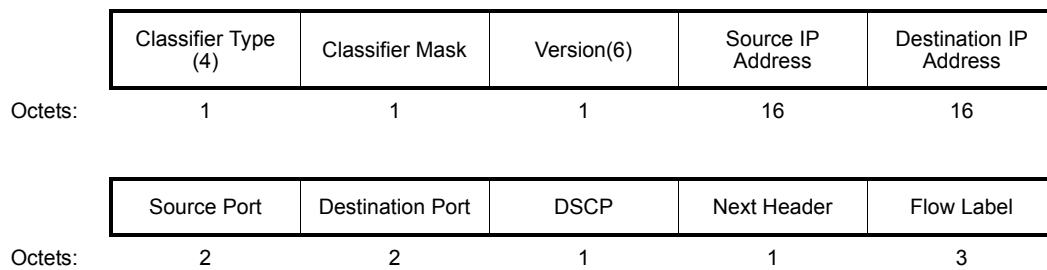 Classifier Type
(4)
Classifier Mask
Version(6)
Source IP
Address
Destination IP
Address
Octets: 1 1 1 16 16
Source Port
Destination Port
DSCP
Next Header
Flow Label
Octets: 2 2 1 1 3